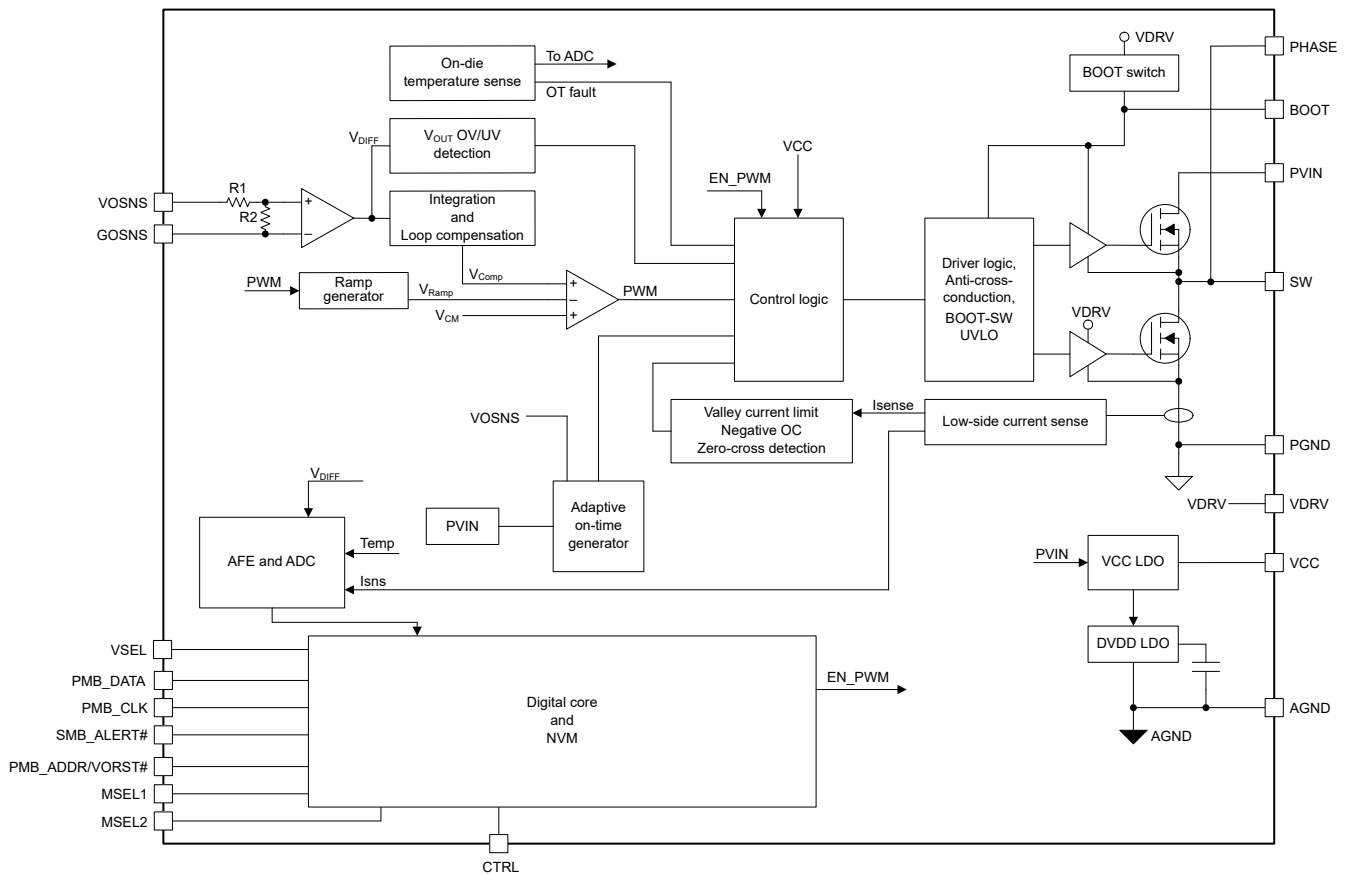 VDRV
PHASE
On-die
temperature sense
To ADC
OT fault
BOOT switch
BOOT
VDIFF
VOUT OV/UV
detection
VCC
EN_PWM
PVIN
VOSNS
R1
R2
GOSNS
+
−
Integration
and
Loop compensation
Driver logic,
Anti-cross-
conduction,
BOOT-SW
UVLO
SW
PWM
Ramp
generator
VRamp
VComp
VCM
+
−
+
PWM
Control logic
VDRV
VOSNS
Valley current limit
Negative OC
Zero-cross detection
Isense
Low-side current sense
PGND
VDIFF
PVIN
Adaptive
on-time
generator
VDRV
VDRV
AFE and ADC
Temp
Isns
PVIN
VCC LDO
VCC
DVDD LDO
VSEL
PMB_DATA
PMB_CLK
SMB_ALERT#
PMB_ADDR/VORST#
MSEL1
MSEL2
Digital core
and
NVM
EN_PWM
AGND
AGND
CTRL